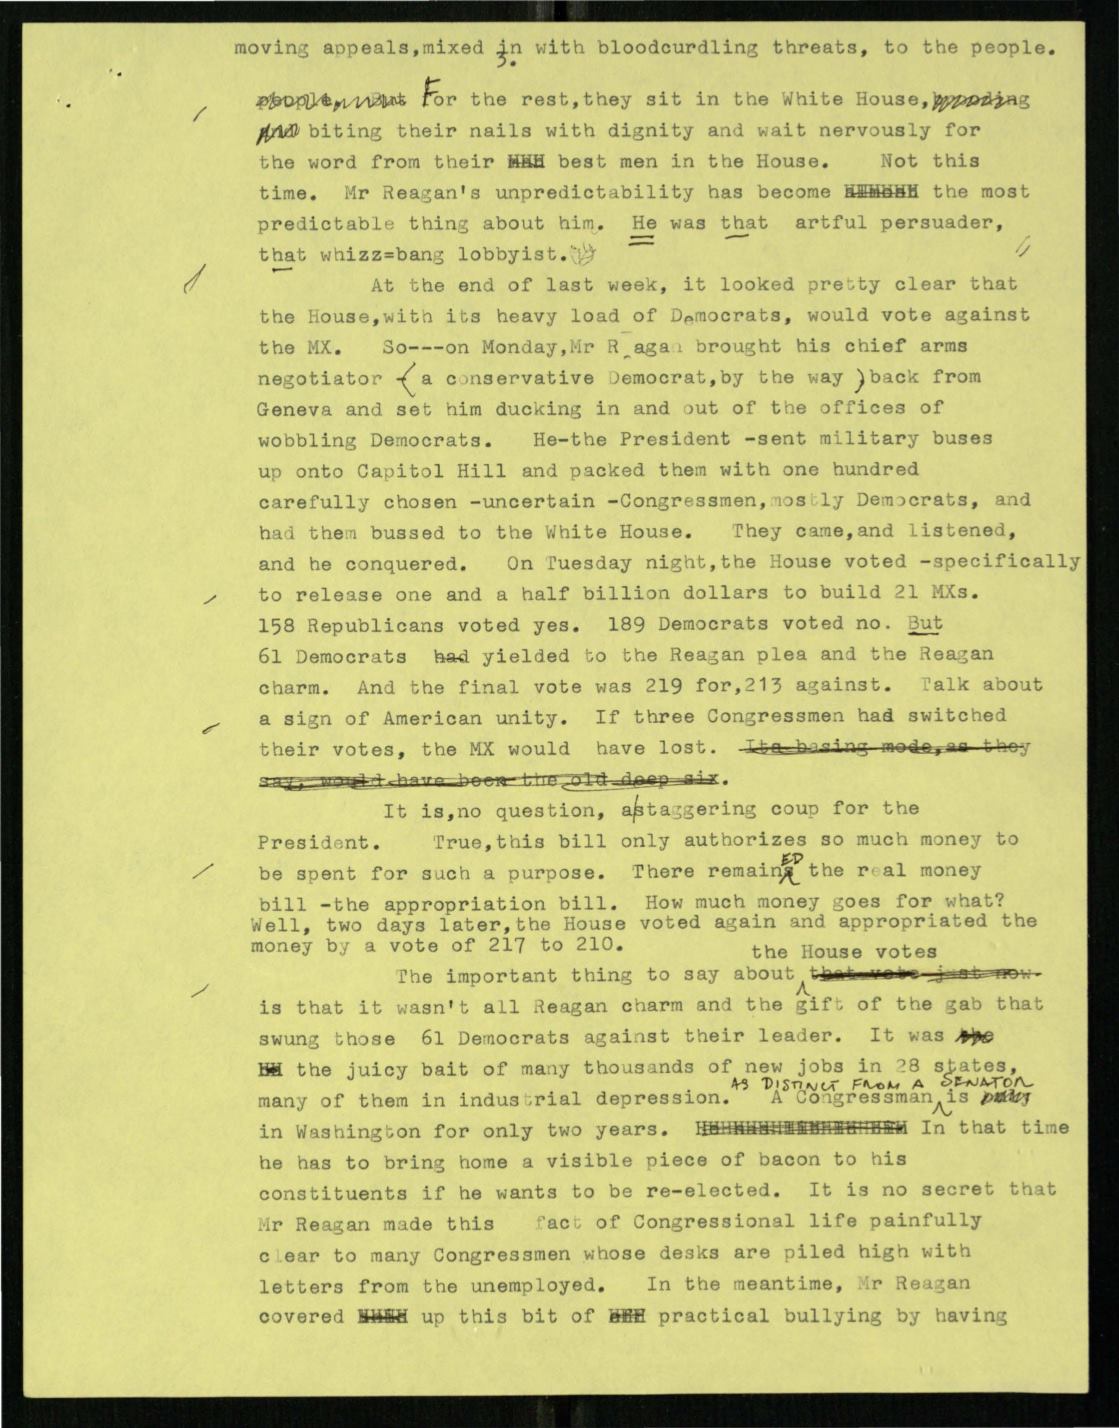 moving appeals,mixed in with bloodcurdling threats, to the people.
3.
people, But For the rest,they sit in the White House,
and biting their nails with dignity and wait nervously for
the word from their best men in the House. Not this
time. Mr Reagan's unpredictability has become the most
predictable thing about him. He was that artful persuader,
that whizz=bang lobbyist.
At the end of last week, it looked pretty clear that
the House,with its heavy load of Democrats, would vote against
the MX. So---on Monday,Mr Reagan brought his chief arms
negotiator (a conservative Democrat,by the way )back from
Geneva and set him ducking in and out of the offices of
wobbling Democrats. He-the President -sent military buses
up onto Capitol Hill and packed them with one hundred
carefully chosen -uncertain -Congressmen,mostly Democrats, and
had them bussed to the White House. They came,and listened,
and he conquered. On Tuesday night,the House voted -specifically
to release one and a half billion dollars to build 21 MXs.
158 Republicans voted yes. 189 Democrats voted no. But
61 Democrats had yielded to the Reagan plea and the Reagan
charm. And the final vote was 219 for,213 against. Talk about
a sign of American unity. If three Congressmen had switched
their votes, the MX would have lost. Its basing mode,as they
say, would have been the old deep six.
It is,no question, a/staggering coup for the
President. True,this bill only authorizes so much money to
be spent for such a purpose. There remainED the real money
bill -the appropriation bill. How much money goes for what?
Well, two days later,the House voted again and appropriated the
money by a vote of 217 to 210.
the House votes
The important thing to say about that vote just now.
is that it wasn't all Reagan charm and the gift of the gab that
swung those 61 Democrats against their leader. It was the
the juicy bait of many thousands of new jobs in 28 states,
AS DISTINCT FROM A SENATOR
many of them in industrial depression. A Congressman is
in Washington for only two years. In that time
he has to bring home a visible piece of bacon to his
constituents if he wants to be re-elected. It is no secret that
Mr Reagan made this fact of Congressional life painfully
clear to many Congressmen whose desks are piled high with
letters from the unemployed. In the meantime, Mr Reagan
covered up this bit of practical bullying by having